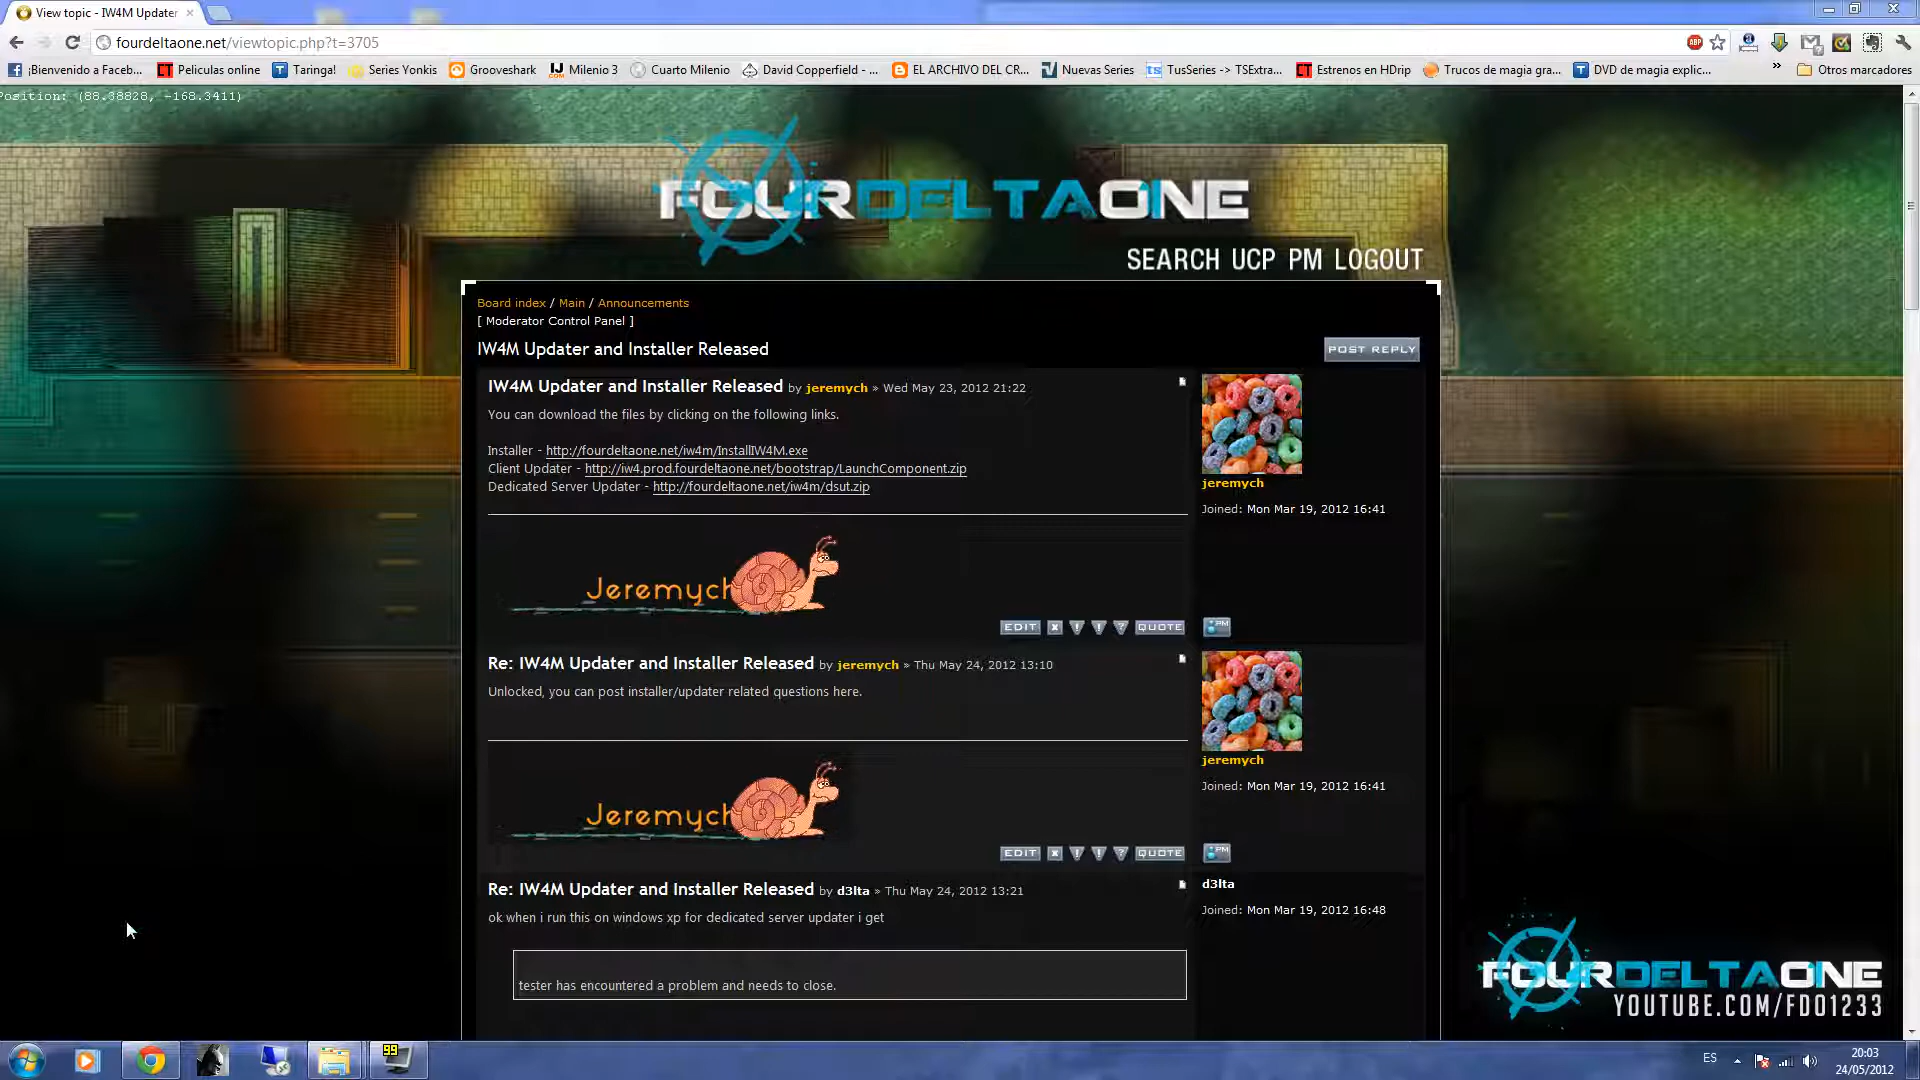 View topic - IW4M Updater
fourdeltaone.net/viewtopic.php?t=3705
ABP
¡Bienvenido a Faceb...
Peliculas online
Taringa!
Series Yonkis
Grooveshark
Milenio 3
Cuarto Milenio
David Copperfield - ...
EL ARCHIVO DEL CR...
Nuevas Series
TusSeries -> TSExtra...
Estrenos en HDrip
Trucos de magia gra...
DVD de magia explic...
»
Otros marcadores
Position: (88.38828, -168.3411)
FOURDELTAONE
SEARCH UCP PM LOGOUT
Board index / Main / Announcements
[ Moderator Control Panel ]
IW4M Updater and Installer Released
POST REPLY
IW4M Updater and Installer Released by jeremych » Wed May 23, 2012 21:22
You can download the files by clicking on the following links.
Installer - http://fourdeltaone.net/iw4m/InstallIW4M.exe
Client Updater - http://iw4.prod.fourdeltaone.net/bootstrap/LaunchComponent.zip
Dedicated Server Updater - http://fourdeltaone.net/iw4m/dsut.zip
jeremych
Joined: Mon Mar 19, 2012 16:41
Jeremych
EDIT X ! ! ? QUOTE
PM
Re: IW4M Updater and Installer Released by jeremych » Thu May 24, 2012 13:10
Unlocked, you can post installer/updater related questions here.
jeremych
Joined: Mon Mar 19, 2012 16:41
Jeremych
EDIT X ! ! ? QUOTE
PM
Re: IW4M Updater and Installer Released by d3lta » Thu May 24, 2012 13:21
d3lta
Joined: Mon Mar 19, 2012 16:48
ok when i run this on windows xp for dedicated server updater i get
tester has encountered a problem and needs to close.
FOURDELTAONE
YOUTUBE.COM/FDO1233
99
ES
20:03
24/05/2012